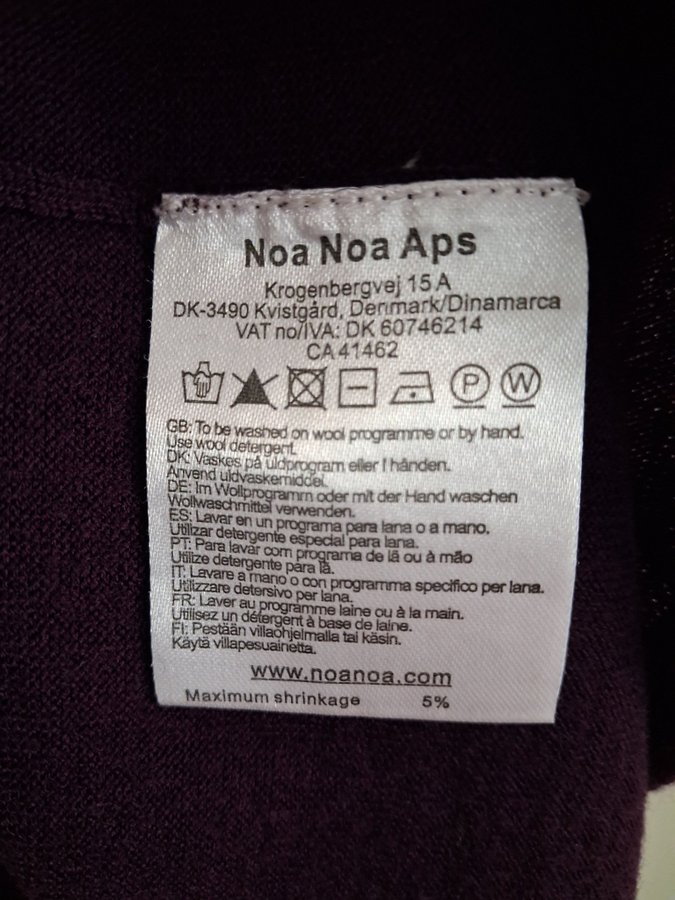 Noa Noa Aps
Krogenbergvej 15 A
DK-3490 Kvistgård, Denmark/Dinamarca
VAT no/IVA: DK 60746214
CA 41462
P W
GB: To be washed on wool programme or by hand.
Use wool detergent.
DK: Vaskes på uldprogram eller I hånden.
Anvend uldvaskemiddel.
DE: Im Wollprogramm oder mit der Hand waschen
Wollwaschmittel verwenden.
ES: Lavar en un programa para lana o a mano.
Utilizar detergente especial para lana.
PT: Para lavar com programa de lã ou à mão
Utilize detergente para lã.
IT: Lavare a mano o con programma specifico per lana.
Utilizzare detersivo per lana.
FR: Laver au programme laine ou à la main.
Utilisez un détergent à base de laine.
FI: Pestään villaohjelmalla tai käsin.
Käytä villapesuainetta.
www.noanoa.com
Maximum shrinkage 5%